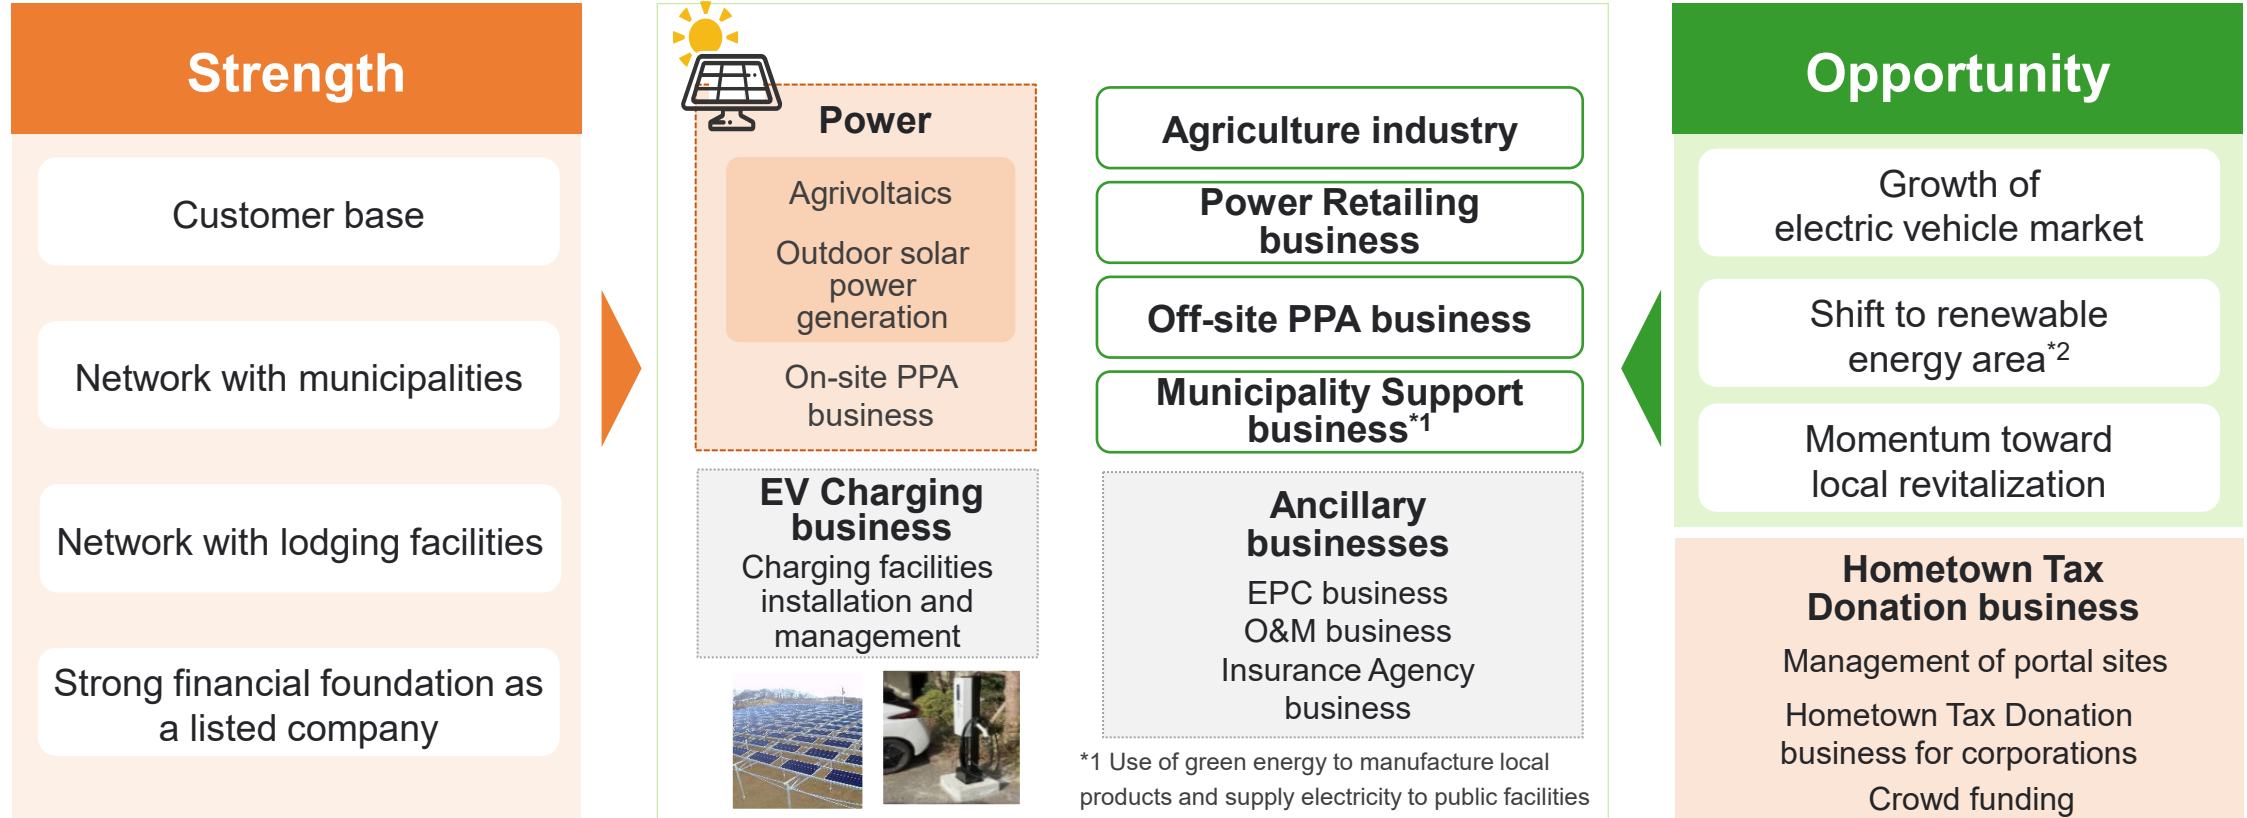 Strength
Customer base
Network with municipalities
Network with lodging facilities
Strong financial foundation as
a listed company
Power
Agrivoltaics
Outdoor solar
power
generation
On-site PPA
business
EV Charging
business
Charging facilities
installation and
management
Agriculture industry
Power Retailing
business
Off-site PPA business
Municipality Support
business*1
Ancillary
businesses
EPC business
O&M business
Insurance Agency
business
*1 Use of green energy to manufacture local
products and supply electricity to public facilities
Opportunity
Growth of
electric vehicle market
Shift to renewable
energy area*2
Momentum toward
local revitalization
Hometown Tax
Donation business
Management of portal sites
Hometown Tax Donation
business for corporations
Crowd funding